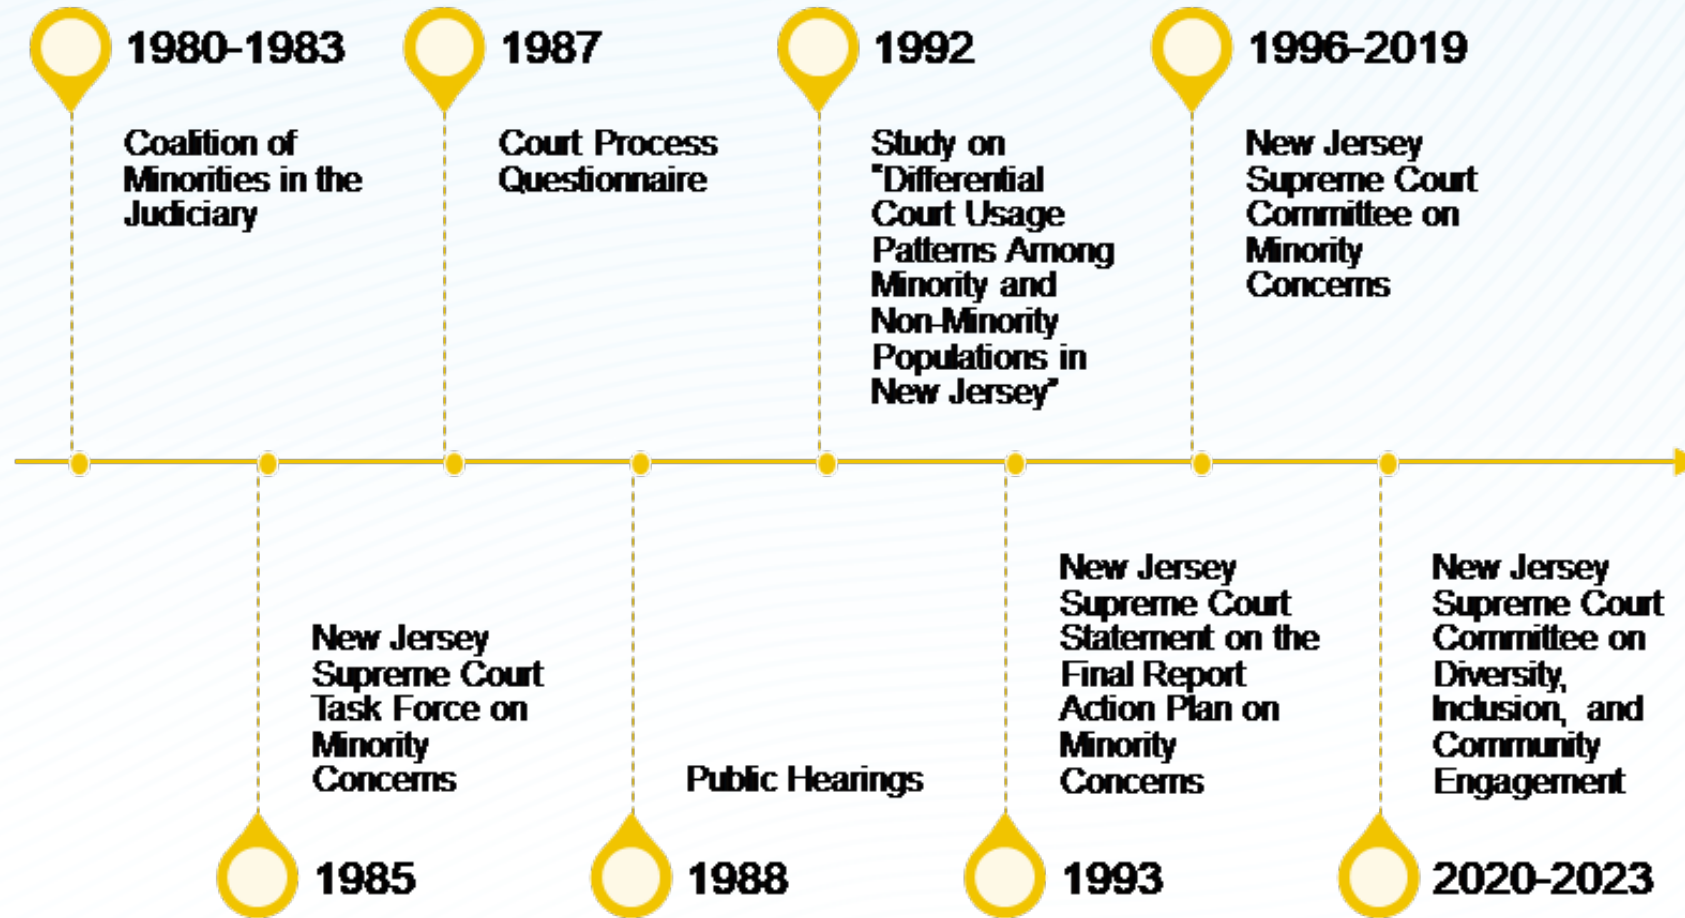 1980-1983
Coalition of
Minorities in the
Judiciary
1987
Court Process
Questionnaire
1992
Study on
"Differential
Court Usage
Patterns Among
Minority and
Non-Minority
Populations in
New Jersey"
1996-2019
New Jersey
Supreme Court
Committee on
Minority
Concerns
New Jersey
Supreme Court
Task Force on
Minority
Concerns
1985
Public Hearings
1988
New Jersey
Supreme Court
Statement on the
Final Report
Action Plan on
Minority
Concerns
1993
New Jersey
Supreme Court
Committee on
Diversity,
Inclusion, and
Community
Engagement
2020-2023